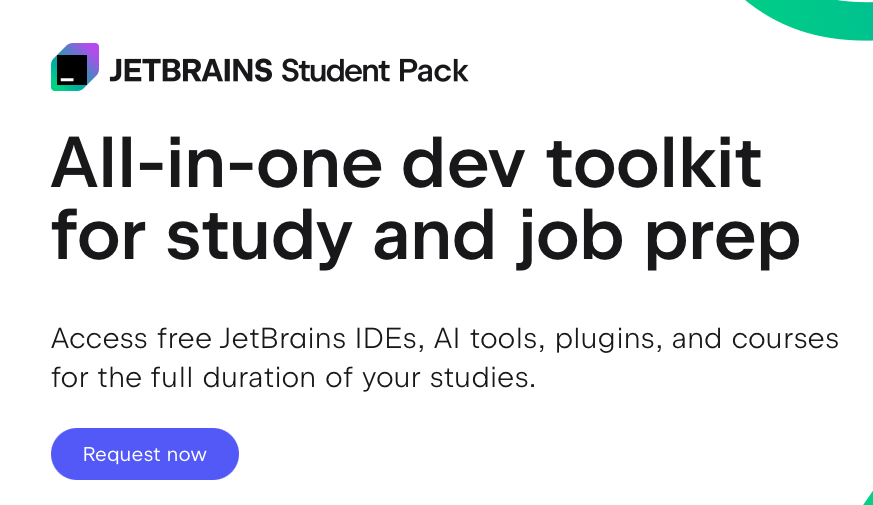 JETBRAINS Student Pack
All-in-one dev toolkit
for study and job prep
Access free JetBrains IDEs, AI tools, plugins, and courses
for the full duration of your studies.
Request now